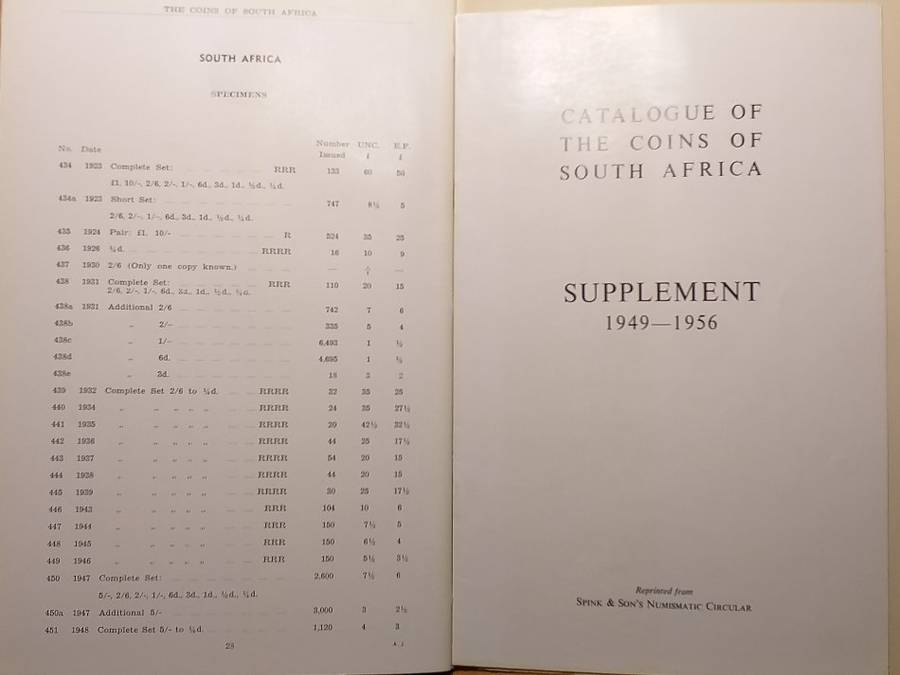 THE COINS OF SOUTH AFRICA
SOUTH AFRICA
SPECIMENS
No. Date Number Issued UNC. £ E.F. £
434 1923 Complete Set: RRR 133 60 50
£1, 10/-, 2/6, 2/-, 1/-, 6d., 3d., 1d., ½d., ¼d.
434a 1923 Short Set: 747 8½ 5
2/6, 2/-, 1/-, 6d., 3d., 1d., ½d., ¼d.
435 1924 Pair: £1, 10/- R 324 35 25
436 1926 ¼d. RRRR 16 10 9
437 1930 2/6 (Only one copy known.) — —
438 1931 Complete Set: RRR 110 20 15
2/6, 2/-, 1/-, 6d., 3d., 1d., ½d., ¼d.
438a 1931 Additional 2/6 742 7 6
438b „ 2/– 335 5 4
438c „ 1/– 6,493 1 ½
438d „ 6d. 4,695 1 ½
438e „ 3d. 18 3 2
439 1932 Complete Set 2/6 to ¼d. RRRR 32 35 25
440 1934 „ „ „ „ „ RRRR 24 35 27½
441 1935 „ „ „ „ „ RRRR 20 42½ 32½
442 1936 „ „ „ „ „ RRRR 44 25 17½
443 1937 „ „ „ „ „ RRRR 54 20 15
444 1938 „ „ „ „ „ RRRR 44 20 15
445 1939 „ „ „ „ „ RRRR 30 25 17½
446 1943 „ „ „ „ „ RRR 104 10 6
447 1944 „ „ „ „ „ RRR 150 7½ 5
448 1945 „ „ „ „ „ RRR 150 6½ 4
449 1946 „ „ „ „ „ RRR 150 5½ 3½
450 1947 Complete Set: 2,600 7½ 6
5/-, 2/6, 2/-, 1/-, 6d., 3d., 1d., ½d., ¼d.
450a 1947 Additional 5/- 3,000 3 2½
451 1948 Complete Set 5/- to ¼d. 1,120 4 3
28
CATALOGUE OF
THE COINS OF
SOUTH AFRICA
SUPPLEMENT
1949—1956
Reprinted from
SPINK & SON'S NUMISMATIC CIRCULAR